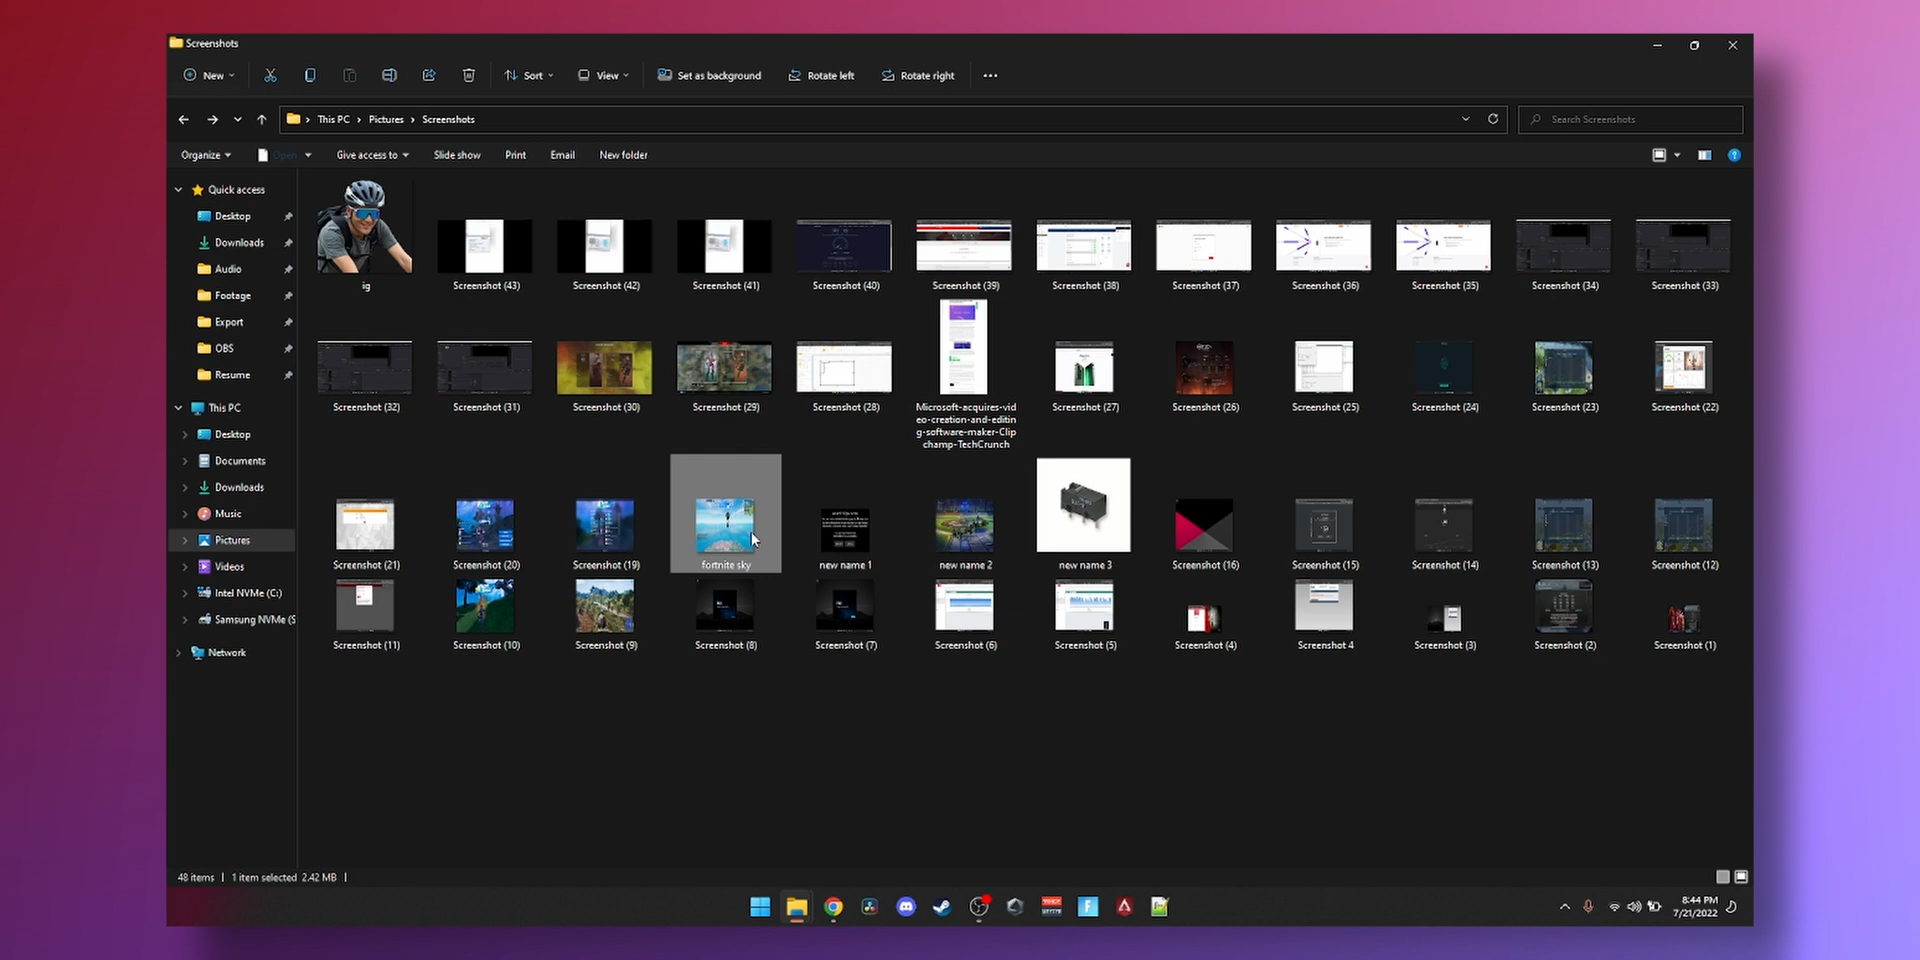 Screenshots
New
Sort
View
Set as background
Rotate left
Rotate right
This PC
Pictures
Screenshots
Search Screenshots
Organize
Open
Give access to
Slide show
Print
Email
New folder
Quick access
Desktop
Downloads
Audio
Footage
Export
OBS
Resume
This PC
Desktop
Documents
Downloads
Music
Pictures
Videos
Intel NVMe (C:)
Samsung NVMe (S
Network
ig
Screenshot (43)
Screenshot (42)
Screenshot (41)
Screenshot (40)
Screenshot (39)
Screenshot (38)
Screenshot (37)
Screenshot (36)
Screenshot (35)
Screenshot (34)
Screenshot (33)
Screenshot (32)
Screenshot (31)
Screenshot (30)
Screenshot (29)
Screenshot (28)
Microsoft-acquires-vid
eo-creation-and-editin
g-software-maker-Clip
champ-TechCrunch
Screenshot (27)
Screenshot (26)
Screenshot (25)
Screenshot (24)
Screenshot (23)
Screenshot (22)
Screenshot (21)
Screenshot (20)
Screenshot (19)
fortnite sky
new name 1
new name 2
new name 3
Screenshot (16)
Screenshot (15)
Screenshot (14)
Screenshot (13)
Screenshot (12)
Screenshot (11)
Screenshot (10)
Screenshot (9)
Screenshot (8)
Screenshot (7)
Screenshot (6)
Screenshot (5)
Screenshot (4)
Screenshot 4
Screenshot (3)
Screenshot (2)
Screenshot (1)
48 items
1 item selected 2.42 MB
8:44 PM
7/21/2022